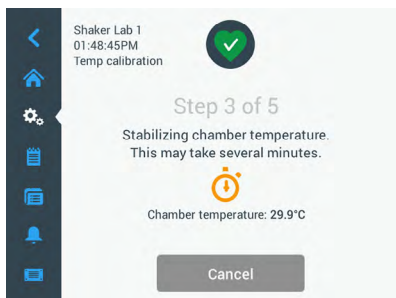 Shaker Lab 1
01:48:45PM
Temp calibration
Step 3 of 5
Stabilizing chamber temperature.
This may take several minutes.
Chamber temperature: 29.9°C
Cancel